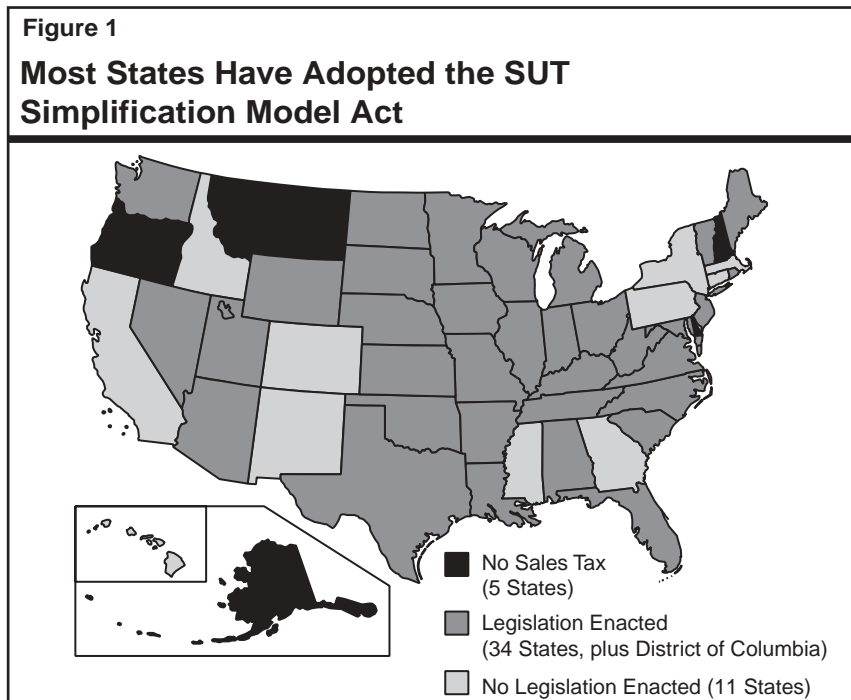 Figure 1
Most States Have Adopted the SUT
Simplification Model Act
No Sales Tax
(5 States)
Legislation Enacted
(34 States, plus District of Columbia)
No Legislation Enacted (11 States)